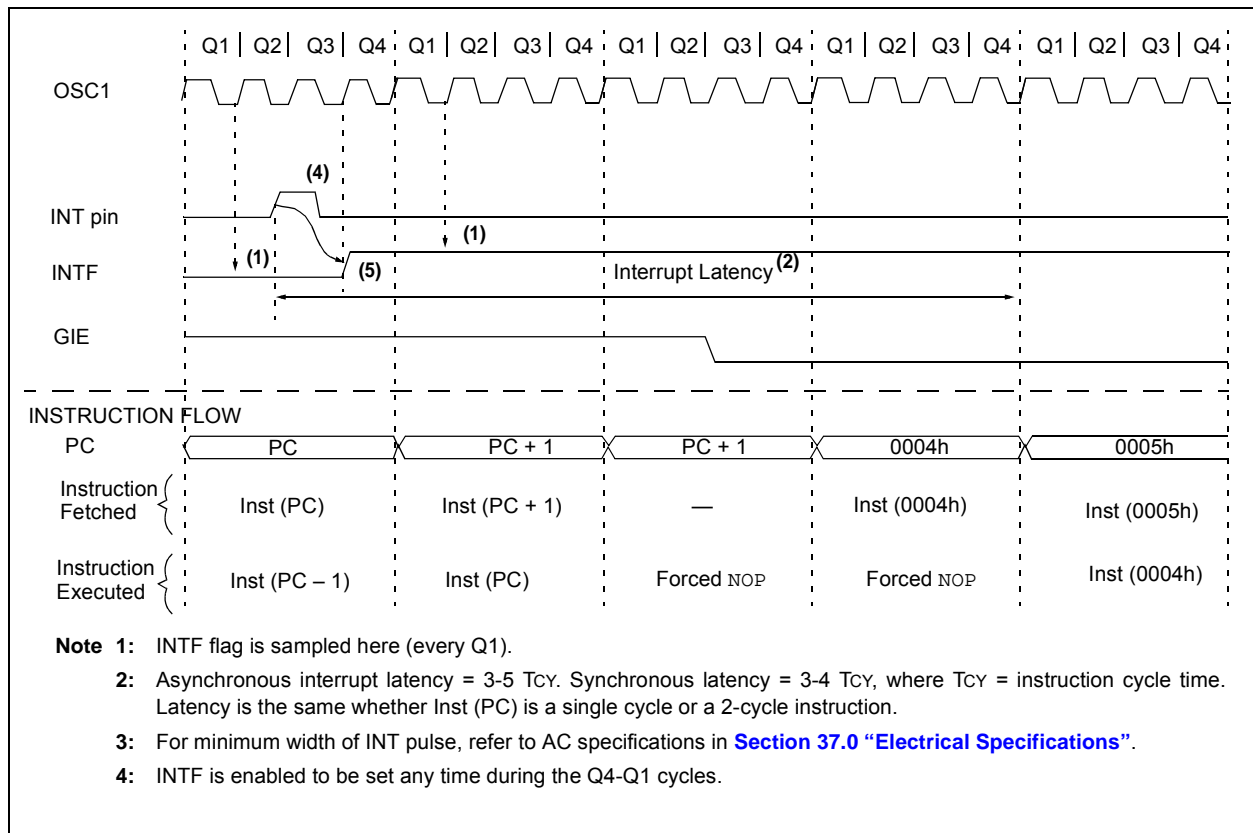 Q1 Q2 Q3 Q4 Q1 Q2 Q3 Q4 Q1 Q2 Q3 Q4 Q1 Q2 Q3 Q4 Q1 Q2 Q3 Q4
OSC1
(4)
INT pin
(1)
(1)
INTF
(5)
Interrupt Latency(2)
GIE
INSTRUCTION FLOW
PC PC PC + 1 PC + 1 0004h 0005h
Instruction
Fetched
Inst (PC) Inst (PC + 1) — Inst (0004h) Inst (0005h)
Instruction
Executed
Inst (PC – 1) Inst (PC) Forced NOP Forced NOP Inst (0004h)
Note 1: INTF flag is sampled here (every Q1).
2: Asynchronous interrupt latency = 3-5 TCY. Synchronous latency = 3-4 TCY, where TCY = instruction cycle time.
Latency is the same whether Inst (PC) is a single cycle or a 2-cycle instruction.
3: For minimum width of INT pulse, refer to AC specifications in Section 37.0 “Electrical Specifications”.
4: INTF is enabled to be set any time during the Q4-Q1 cycles.